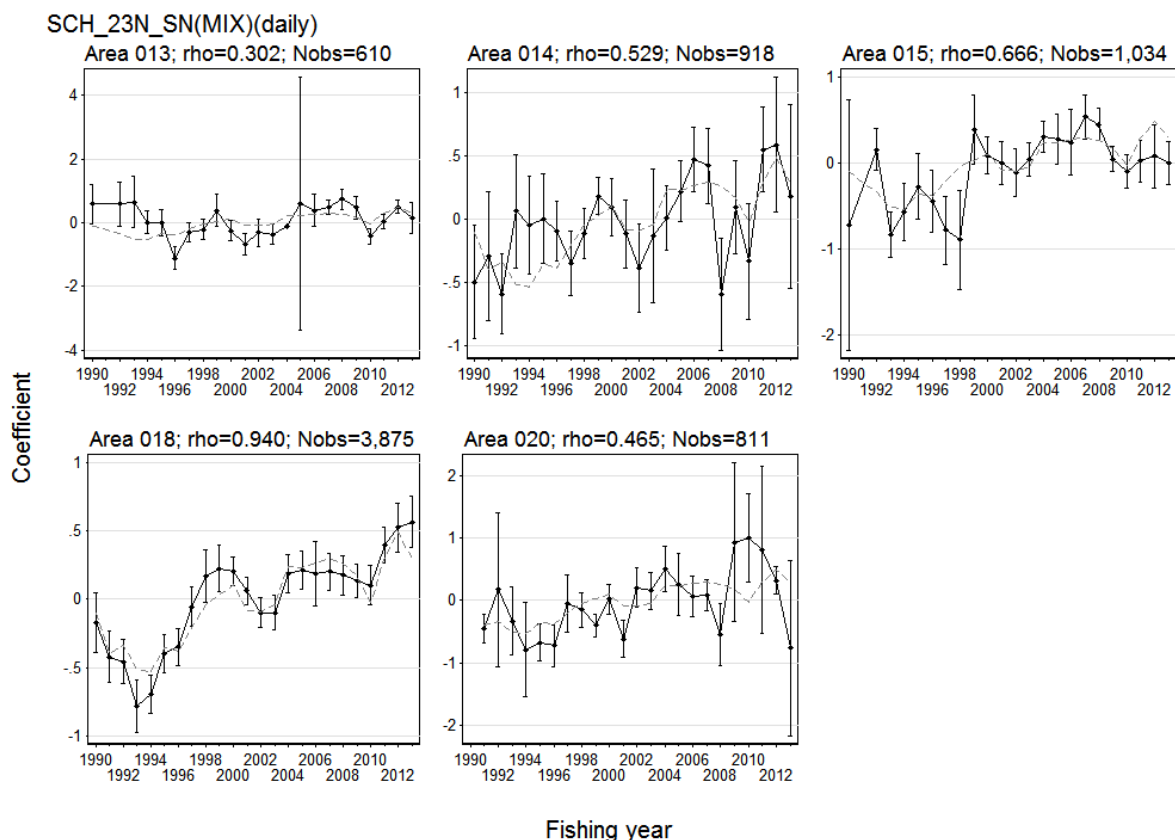 SCH_23N_SN(MIX)(daily)
Area 013; rho=0.302; Nobs=610
4
2
0
-2
-4
1990 1994 1998 2002 2006 2010
1992 1996 2000 2004 2008 2012
Area 014; rho=0.529; Nobs=918
1
.5
0
-.5
-1
1990 1994 1998 2002 2006 2010
1992 1996 2000 2004 2008 2012
Area 015; rho=0.666; Nobs=1,034
1
0
-1
-2
1990 1994 1998 2002 2006 2010
1992 1996 2000 2004 2008 2012
Coefficient
Area 018; rho=0.940; Nobs=3,875
1
.5
0
-.5
-1
1990 1994 1998 2002 2006 2010
1992 1996 2000 2004 2008 2012
Area 020; rho=0.465; Nobs=811
2
1
0
-1
-2
1990 1994 1998 2002 2006 2010
1992 1996 2000 2004 2008 2012
Fishing year